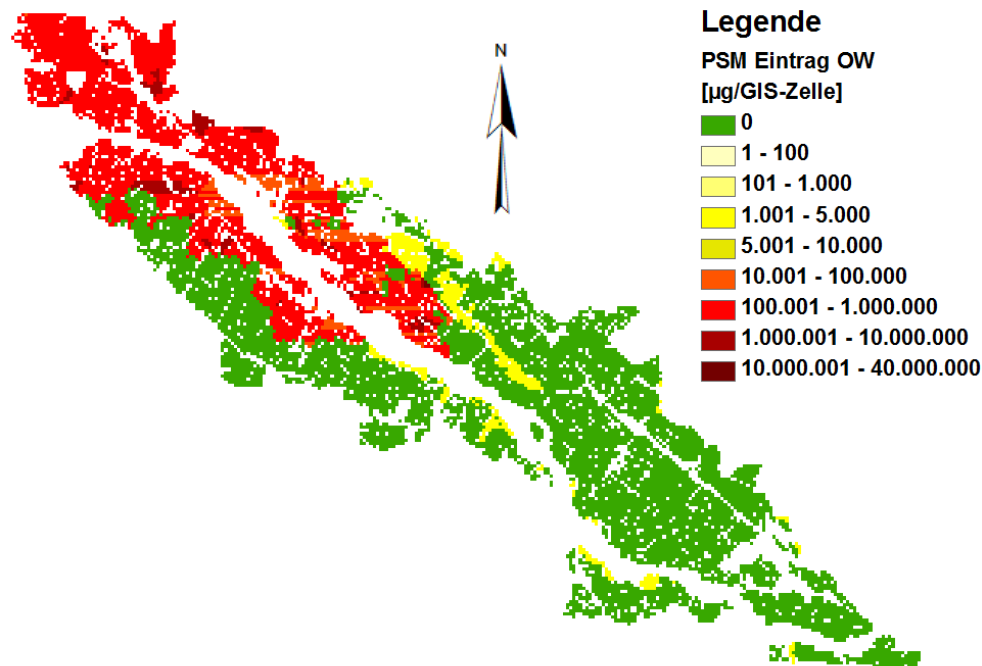 Legende
PSM Eintrag OW
[µg/GIS-Zelle]
0
1 - 100
101 - 1.000
1.001 - 5.000
5.001 - 10.000
10.001 - 100.000
100.001 - 1.000.000
1.000.001 - 10.000.000
10.000.001 - 40.000.000
N